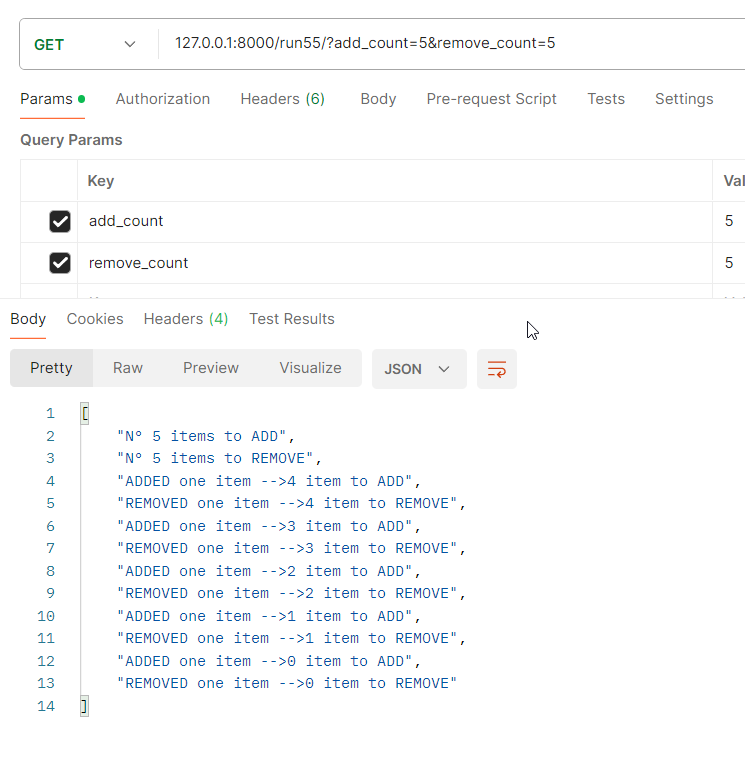 GET 127.0.0.1:8000/run55/?add_count=5&remove_count=5
Params Authorization Headers (6) Body Pre-request Script Tests Settings
Query Params
Key Val
add_count 5
remove_count 5
Body Cookies Headers (4) Test Results
Pretty Raw Preview Visualize JSON
1 [
2 "Nº 5 items to ADD",
3 "Nº 5 items to REMOVE",
4 "ADDED one item -->4 item to ADD",
5 "REMOVED one item -->4 item to REMOVE",
6 "ADDED one item -->3 item to ADD",
7 "REMOVED one item -->3 item to REMOVE",
8 "ADDED one item -->2 item to ADD",
9 "REMOVED one item -->2 item to REMOVE",
10 "ADDED one item -->1 item to ADD",
11 "REMOVED one item -->1 item to REMOVE",
12 "ADDED one item -->0 item to ADD",
13 "REMOVED one item -->0 item to REMOVE"
14 ]